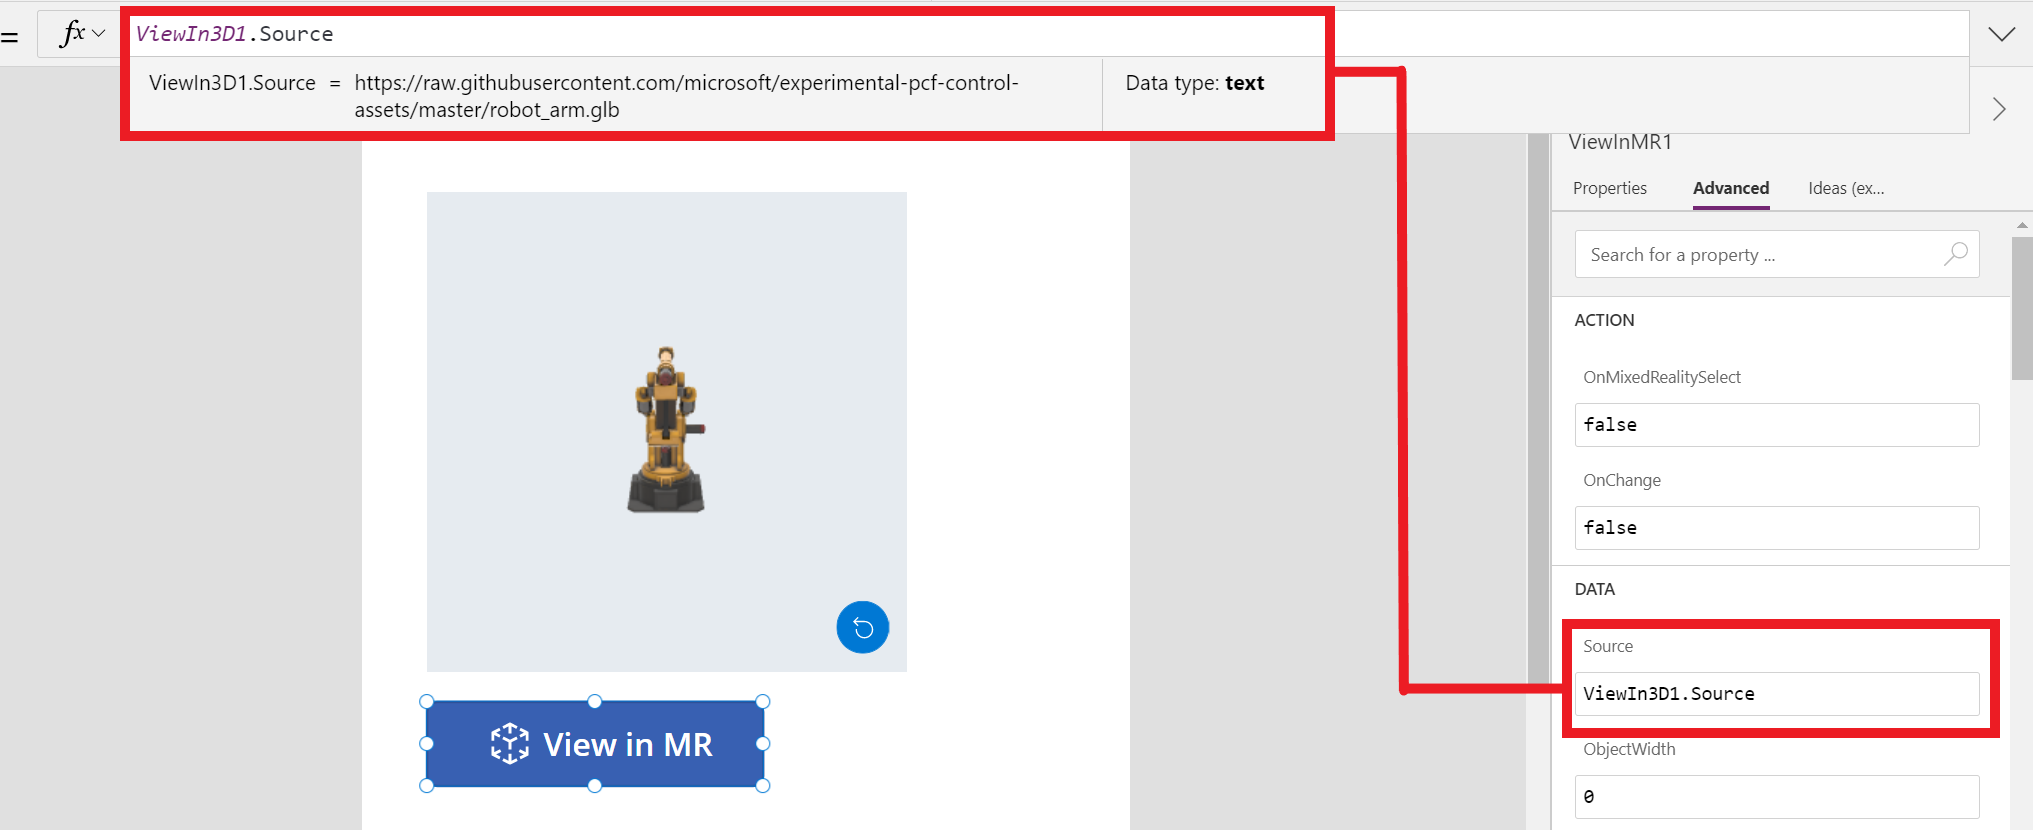 = fx ViewIn3D1.Source
ViewIn3D1.Source = https://raw.githubusercontent.com/microsoft/experimental-pcf-control-
assets/master/robot_arm.glb
Data type: text
ViewInMR1
Properties Advanced Ideas (ex...
Search for a property ...
ACTION
OnMixedRealitySelect
false
OnChange
false
DATA
Source
ViewIn3D1.Source
ObjectWidth
0
View in MR